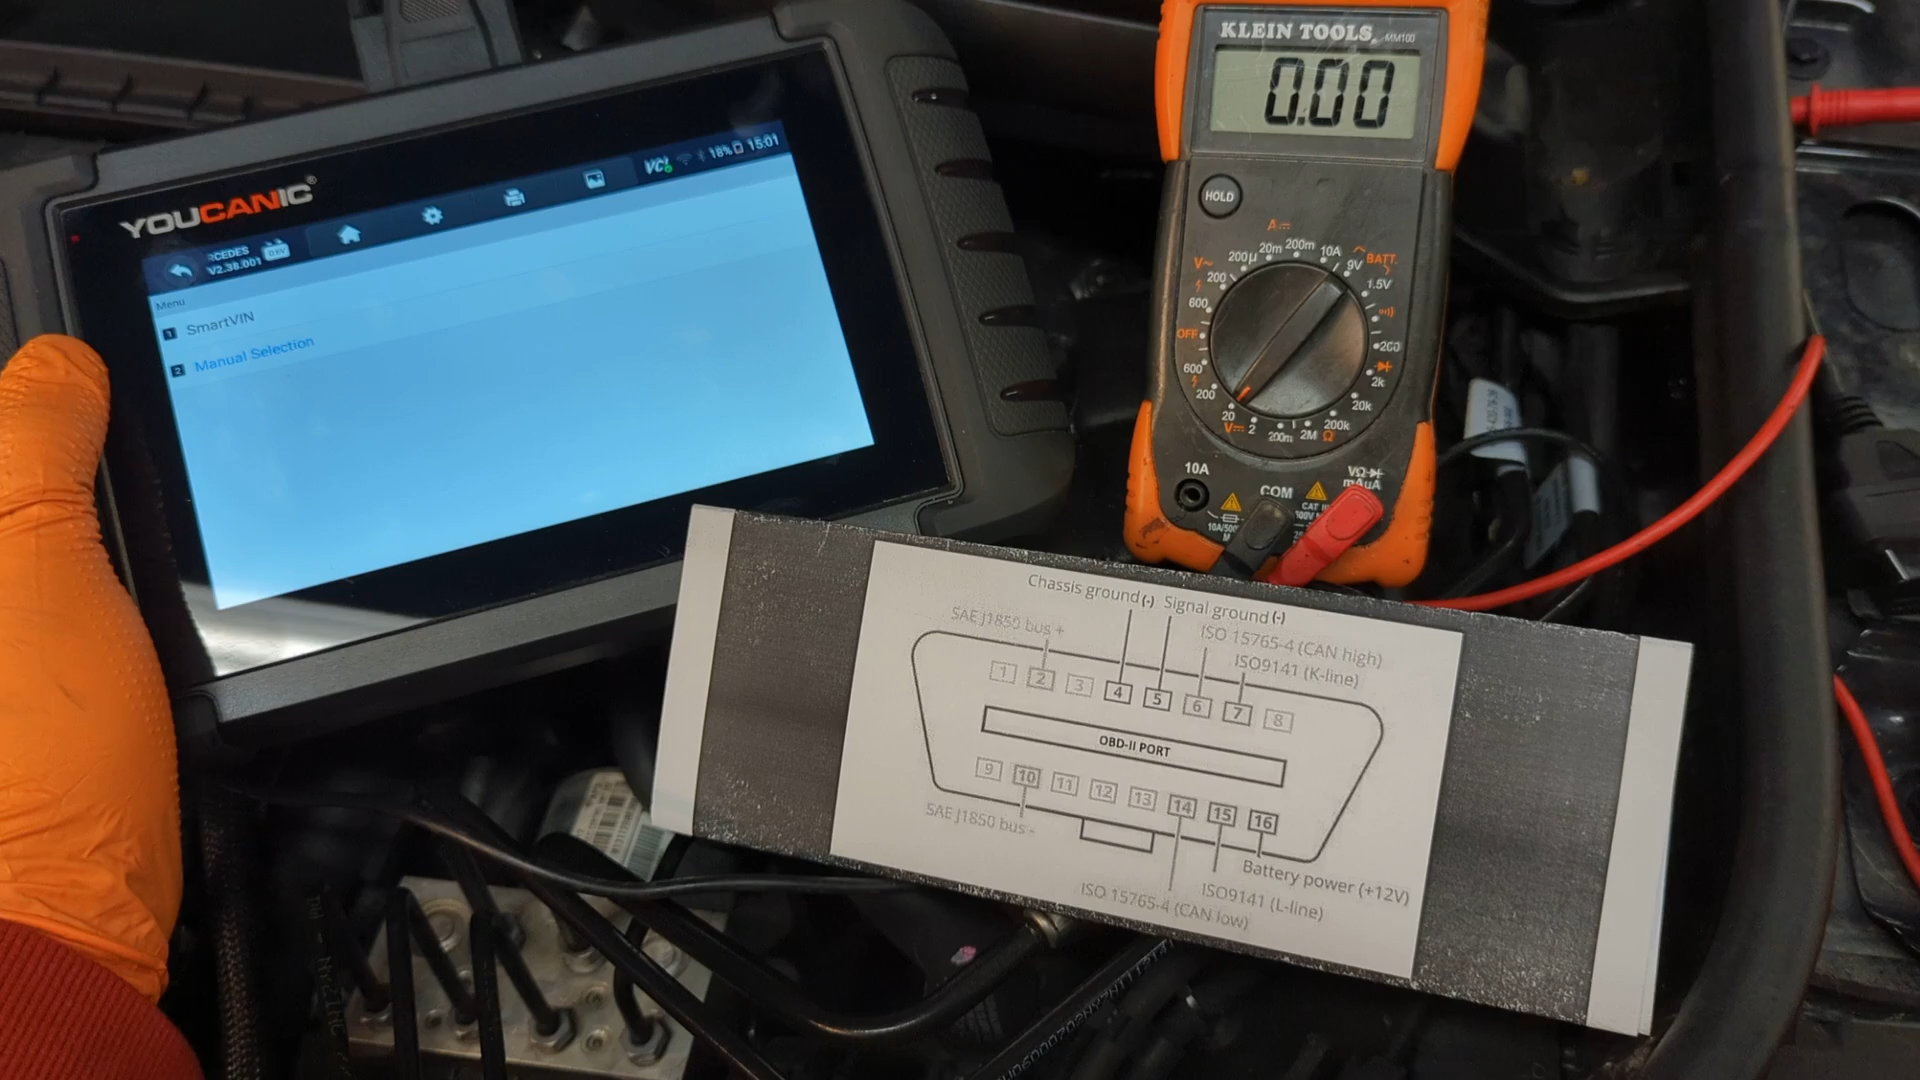 YOUCANIC®
RCEDES
V2.38.001
VCI
18%
15:01
Menu
1 SmartVIN
2 Manual Selection
KLEIN TOOLS
MM100
0.00
HOLD
A
200µ 20m 200m 10A
9V BATT.
1.5V
V~ 200
600
OFF
600
200
20
V 2
200m
2M Ω
200k
20k
2k
200
10A
COM
VΩ
mAµA
Chassis ground (-)
Signal ground (-)
SAE J1850 bus +
ISO 15765-4 (CAN high)
ISO9141 (K-line)
1 2 3 4 5 6 7 8
OBD-II PORT
9 10 11 12 13 14 15 16
SAE J1850 bus -
Battery power (+12V)
ISO9141 (L-line)
ISO 15765-4 (CAN low)